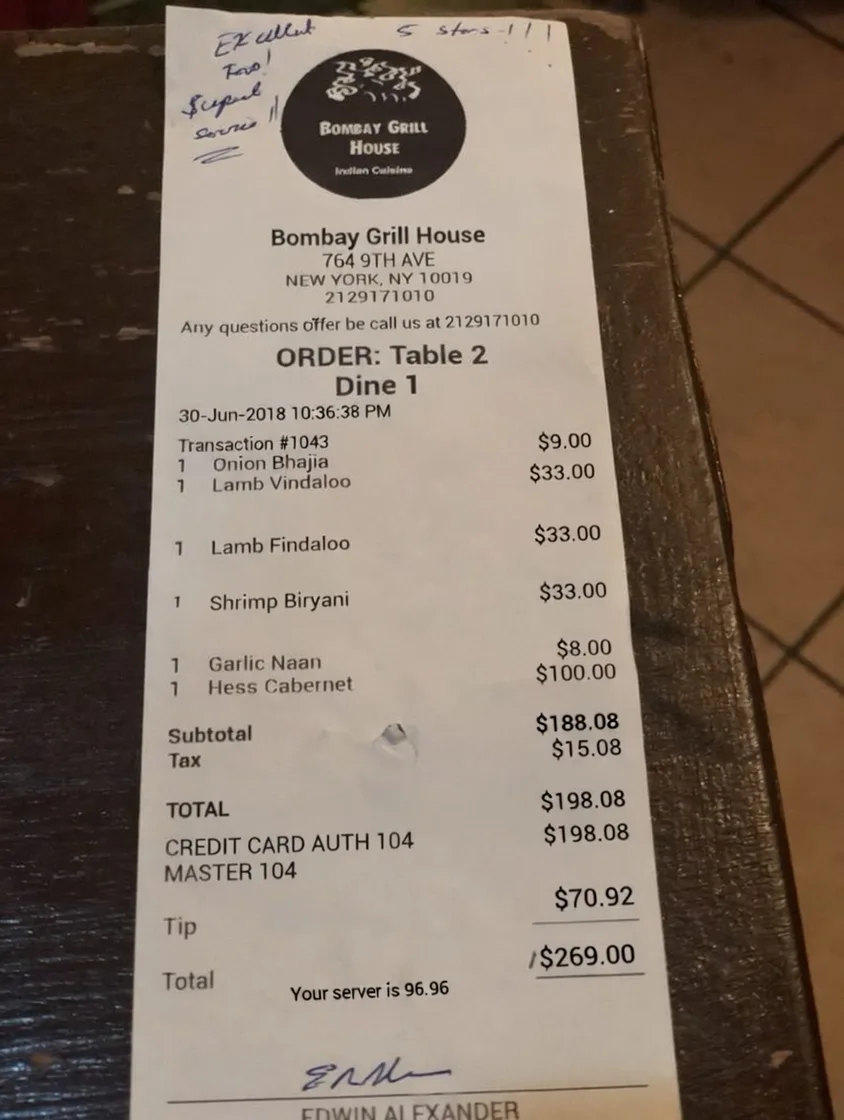 Excellent
Food!
Superb
Service!!
5 stars!!!
BOMBAY GRILL
HOUSE
Indian Cuisine
Bombay Grill House
764 9TH AVE
NEW YORK, NY 10019
2129171010
Any questions offer be call us at 2129171010
ORDER: Table 2
Dine 1
30-Jun-2018 10:36:38 PM
Transaction #1043
1 Onion Bhajia $9.00
1 Lamb Vindaloo $33.00
1 Lamb Findaloo $33.00
1 Shrimp Biryani $33.00
1 Garlic Naan $8.00
1 Hess Cabernet $100.00
Subtotal $188.08
Tax $15.08
TOTAL $198.08
CREDIT CARD AUTH 104 $198.08
MASTER 104
Tip $70.92
Total $269.00
Your server is 96.96
EDWIN ALEXANDER